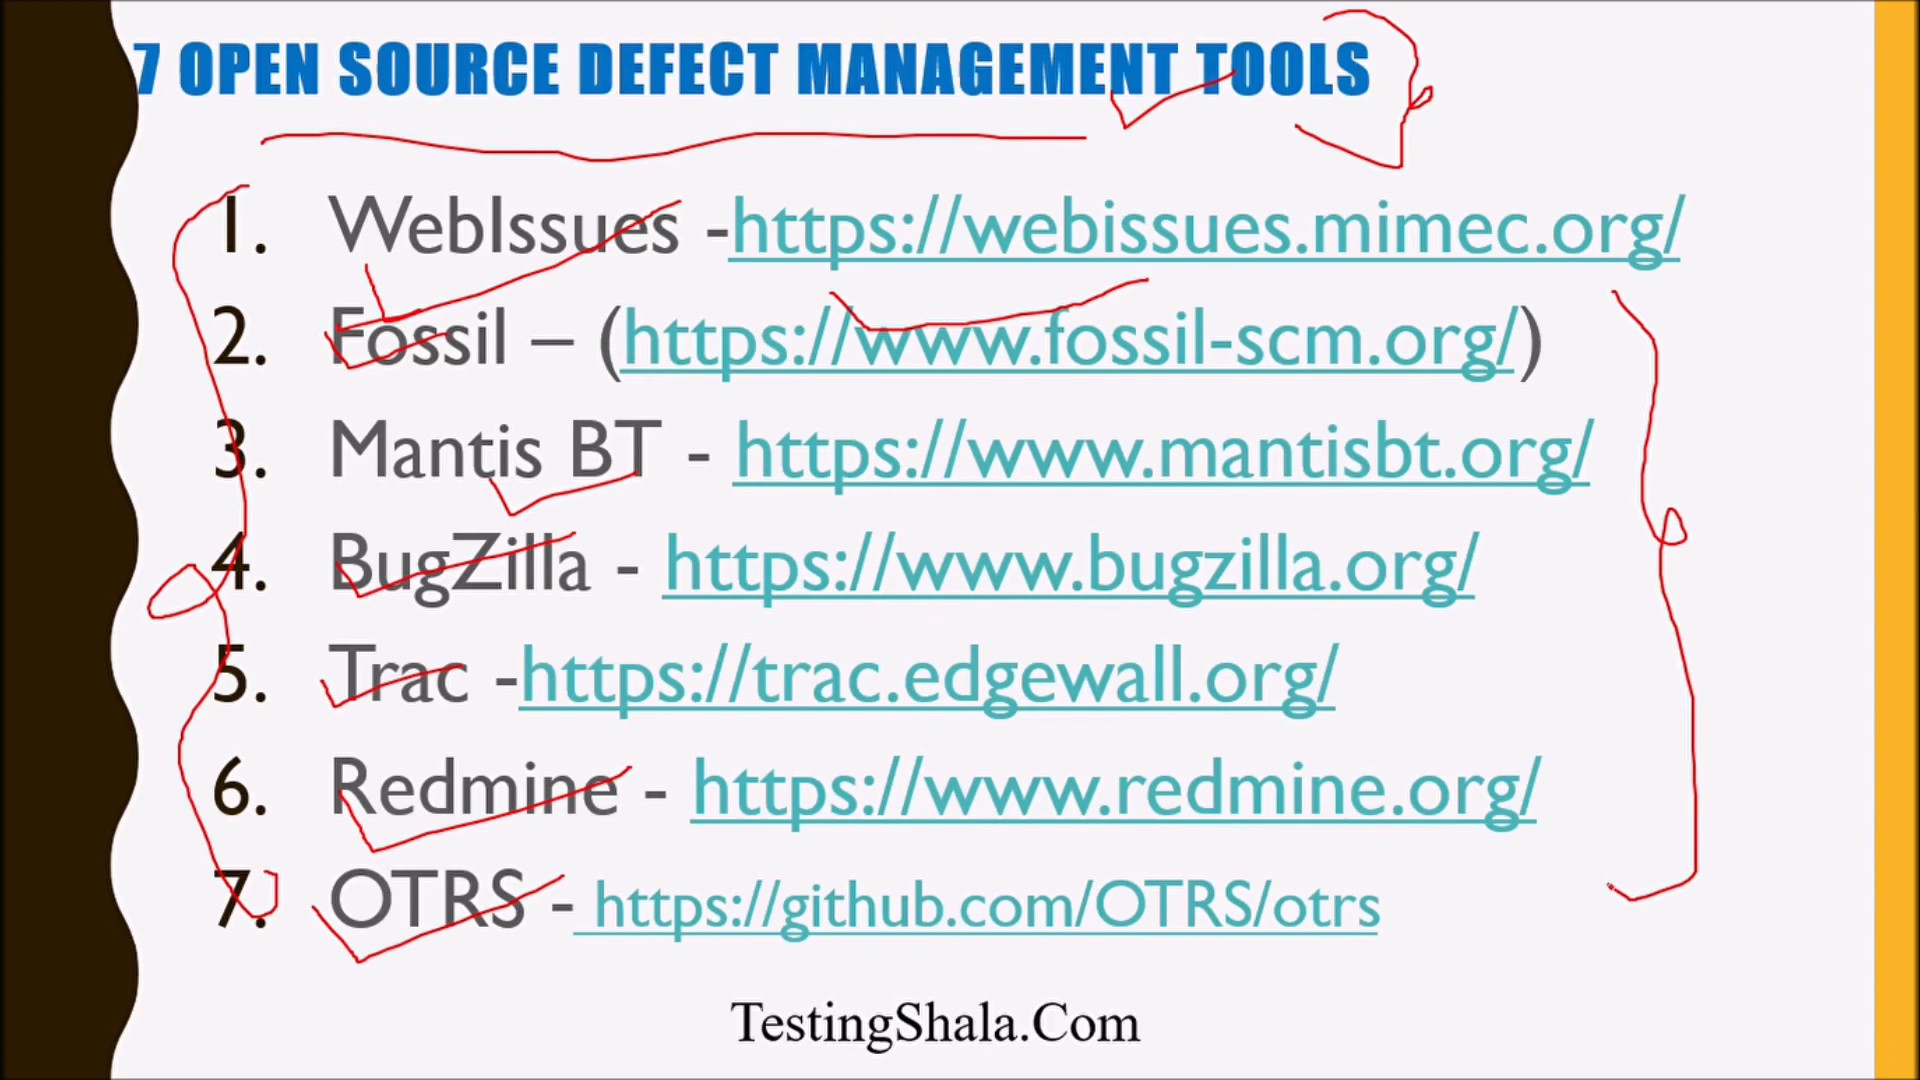 7 OPEN SOURCE DEFECT MANAGEMENT TOOLS
1. WebIssues -https://webissues.mimec.org/
2. Fossil – (https://www.fossil-scm.org/)
3. Mantis BT - https://www.mantisbt.org/
4. BugZilla - https://www.bugzilla.org/
5. Trac -https://trac.edgewall.org/
6. Redmine - https://www.redmine.org/
7. OTRS - https://github.com/OTRS/otrs
TestingShala.Com